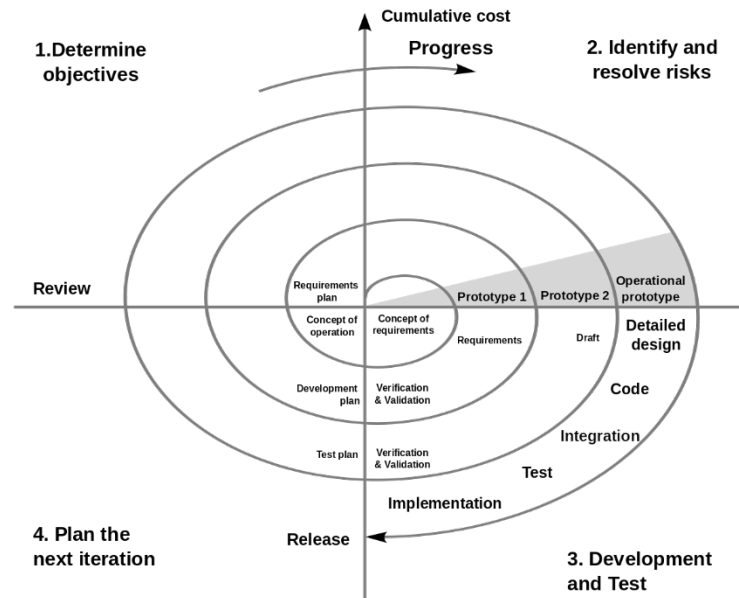 Cumulative cost
1.Determine
objectives
Progress
2. Identify and
resolve risks
Review
Requirements
plan
Prototype 1
Prototype 2
Operational
prototype
Concept of
operation
Concept of
requirements
Requirements
Draft
Detailed
design
Development
plan
Verification
& Validation
Code
Test plan
Verification
& Validation
Integration
Test
Implementation
4. Plan the
next iteration
Release
3. Development
and Test